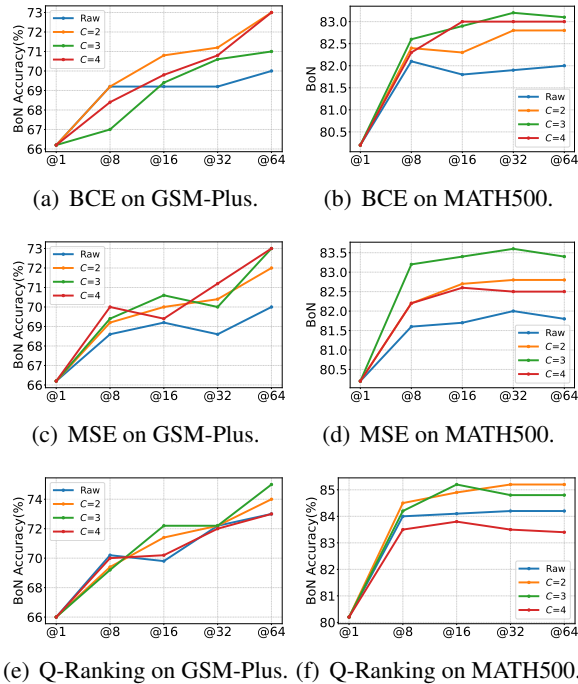 BoN Accuracy(%)
73
72
71
70
69
68
67
66
@1 @8 @16 @32 @64
Raw
C=2
C=3
C=4
(a) BCE on GSM-Plus.
BoN
83.0
82.5
82.0
81.5
81.0
80.5
@1 @8 @16 @32 @64
Raw
C=2
C=3
C=4
(b) BCE on MATH500.
BoN Accuracy(%)
73
72
71
70
69
68
67
66
@1 @8 @16 @32 @64
Raw
C=2
C=3
C=4
(c) MSE on GSM-Plus.
BoN
83.5
83.0
82.5
82.0
81.5
81.0
80.5
@1 @8 @16 @32 @64
Raw
C=2
C=3
C=4
(d) MSE on MATH500.
BoN Accuracy(%)
74
72
70
68
66
@1 @8 @16 @32 @64
Raw
C=2
C=3
C=4
(e) Q-Ranking on GSM-Plus.
BoN Accuracy(%)
85
84
83
82
81
80
@1 @8 @16 @32 @64
Raw
C=2
C=3
C=4
(f) Q-Ranking on MATH500.